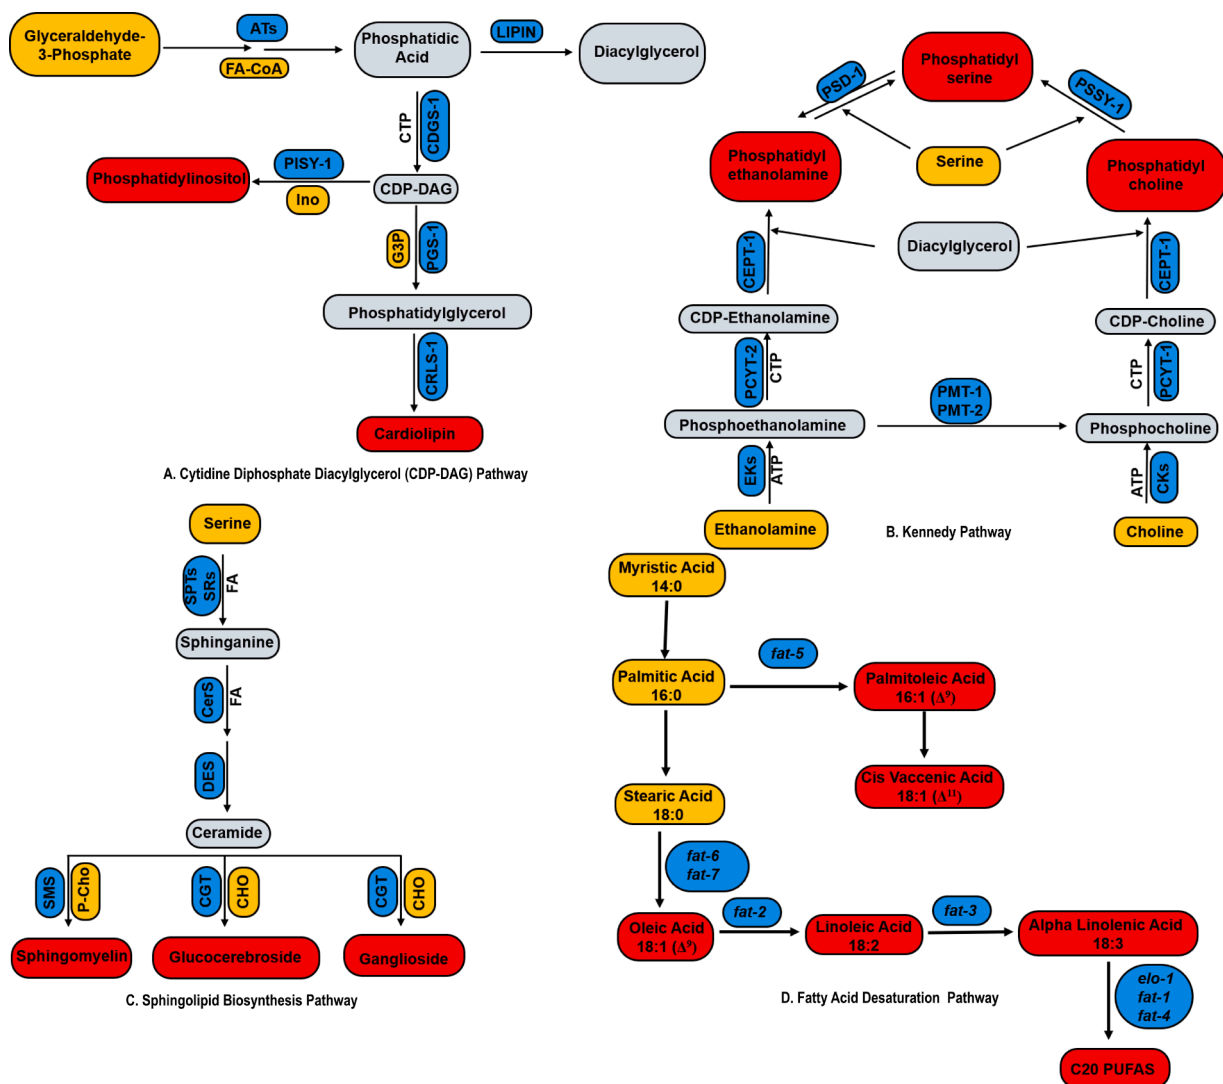 Glyceraldehyde-
3-Phosphate
ATs
FA-CoA
Phosphatidic
Acid
LIPIN
Diacylglycerol
CTP
CDGS-1
PISY-1
Phosphatidylinositol
Ino
CDP-DAG
G3P
PGS-1
Phosphatidylglycerol
CRLS-1
Cardiolipin
A. Cytidine Diphosphate Diacylglycerol (CDP-DAG) Pathway
Phosphatidyl
serine
PSD-1
PSSY-1
Phosphatidyl
ethanolamine
Serine
Phosphatidyl
choline
Diacylglycerol
CEPT-1
CEPT-1
CDP-Ethanolamine
CDP-Choline
PCYT-2
CTP
CTP
PCYT-1
PMT-1
PMT-2
Phosphoethanolamine
Phosphocholine
EKs
ATP
ATP
CKs
Ethanolamine
Choline
B. Kennedy Pathway
Serine
SPTs
SRs
FA
Sphinganine
CerS
FA
DES
Ceramide
SMS
P-Cho
CGT
CHO
CGT
CHO
Sphingomyelin
Glucocerebroside
Ganglioside
C. Sphingolipid Biosynthesis Pathway
Myristic Acid
14:0
Palmitic Acid
16:0
fat-5
Palmitoleic Acid
16:1 (Δ⁹)
Cis Vaccenic Acid
18:1 (Δ¹¹)
Stearic Acid
18:0
fat-6
fat-7
Oleic Acid
18:1 (Δ⁹)
fat-2
Linoleic Acid
18:2
fat-3
Alpha Linolenic Acid
18:3
elo-1
fat-1
fat-4
C20 PUFAS
D. Fatty Acid Desaturation Pathway